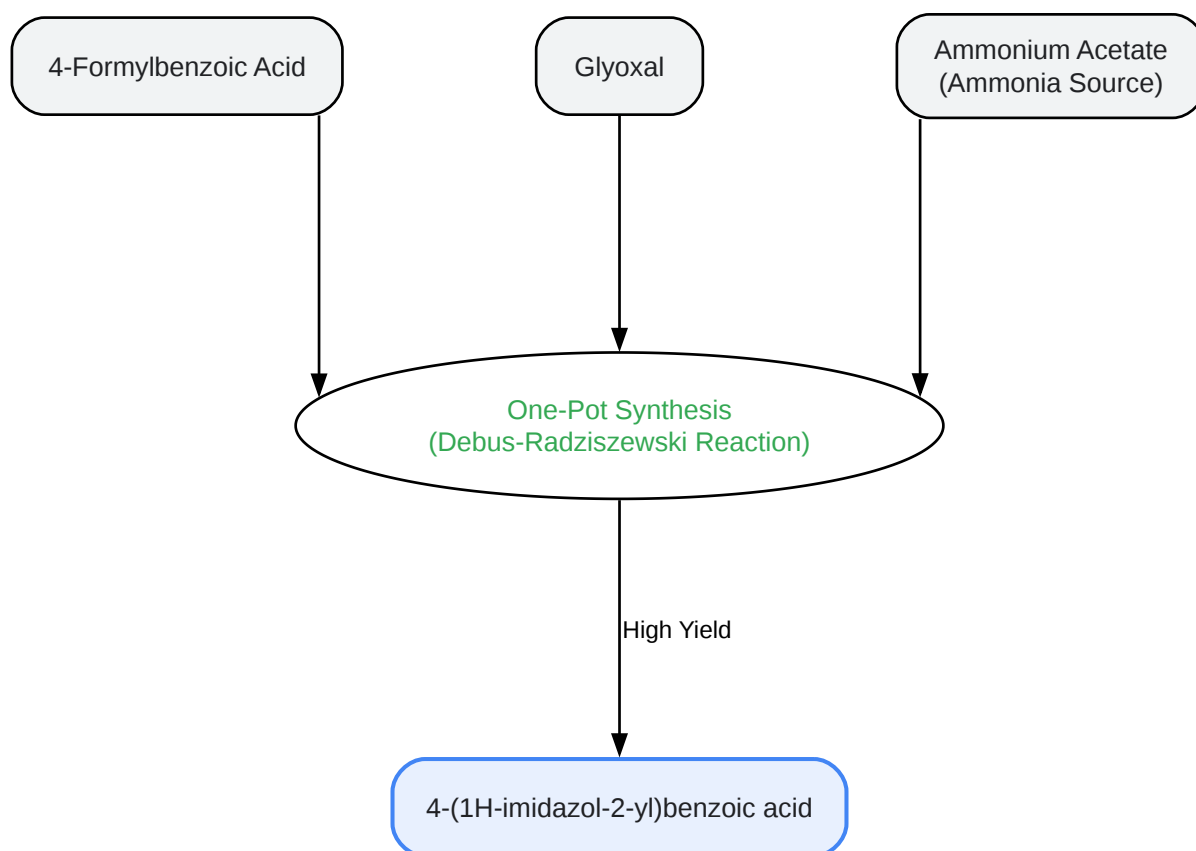 4-Formylbenzoic Acid
Glyoxal
Ammonium Acetate
(Ammonia Source)
One-Pot Synthesis
(Debus-Radziszewski Reaction)
High Yield
4-(1H-imidazol-2-yl)benzoic acid